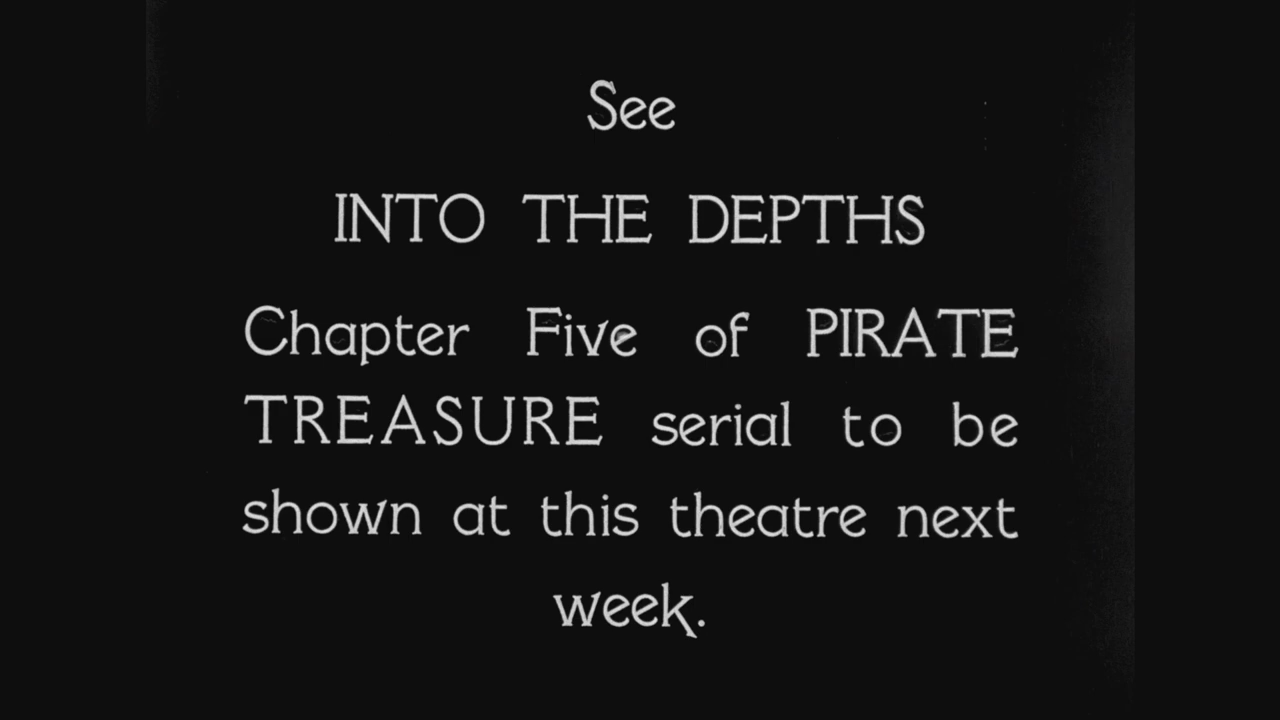 See
INTO THE DEPTHS
Chapter Five of PIRATE
TREASURE serial to be
shown at this theatre next
week.